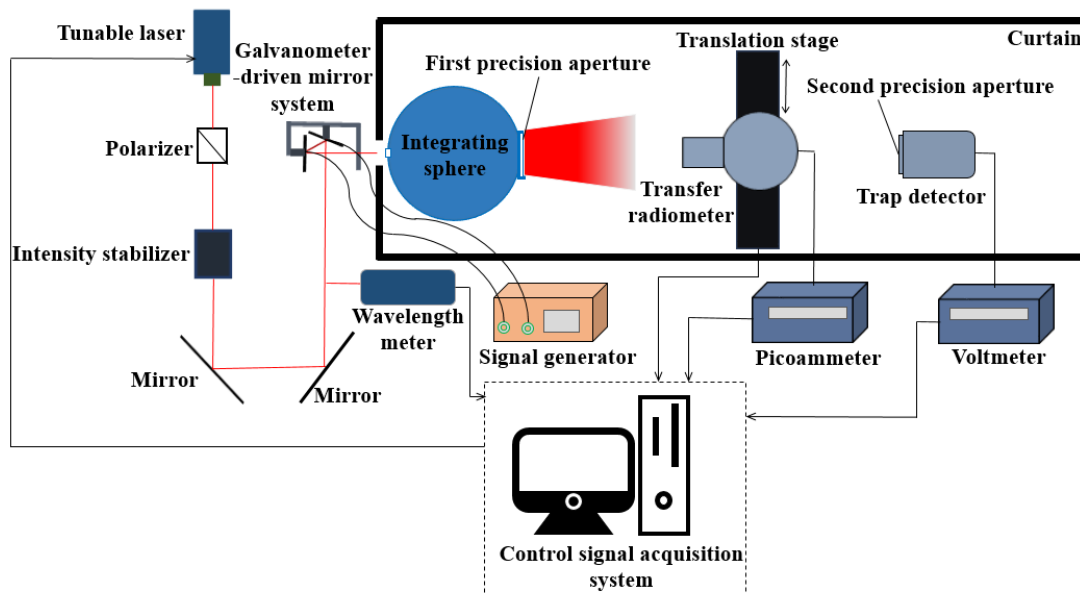 Tunable laser
Galvanometer
-driven mirror
system
First precision aperture
Translation stage
Curtain
Second precision aperture
Polarizer
Integrating
sphere
Transfer
radiometer
Trap detector
Intensity stabilizer
Wavelength
meter
Signal generator
Picoammeter
Voltmeter
Mirror
Mirror
Control signal acquisition
system